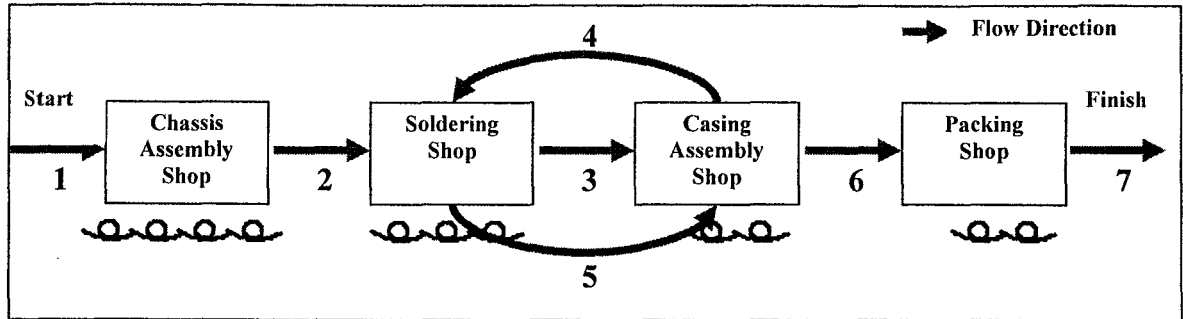 4
Flow Direction
Start
Chassis
Assembly
Shop
Soldering
Shop
Casing
Assembly
Shop
Packing
Shop
Finish
1
2
3
6
7
5